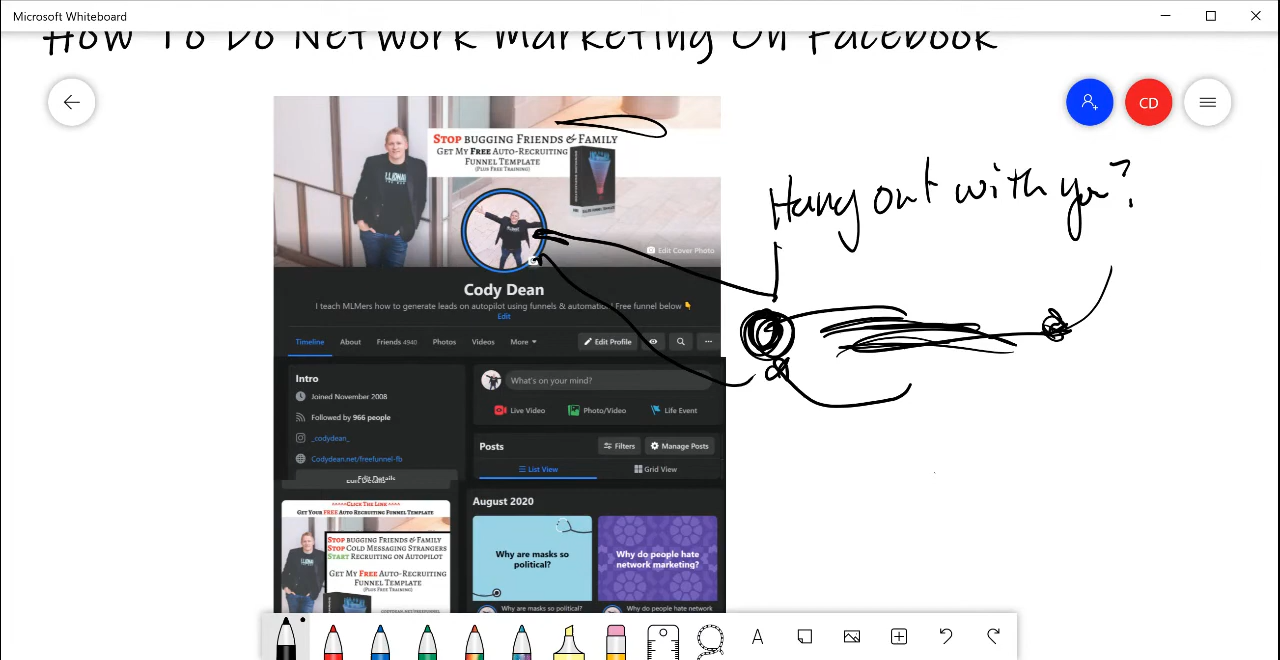 Microsoft Whiteboard
How To Do Network Marketing On Facebook
CD
STOP BUGGING FRIENDS & FAMILY
GET MY FREE AUTO-RECRUITING
FUNNEL TEMPLATE
(PLUS FREE TRAINING)
Hang out with you?
Edit Cover Photo
Cody Dean
I teach MLMers how to generate leads on autopilot using funnels & automation! Free funnel below 👇
Edit
Timeline About Friends 4940 Photos Videos More Edit Profile
Intro
Joined November 2008
Followed by 966 people
_codydean_
Codydean.net/freefunnel-fb
Edit Details
What's on your mind?
Live Video Photo/Video Life Event
Posts Filters Manage Posts
List View Grid View
^^^^CLICK THE LINK ^^^^
GET YOUR FREE AUTO RECRUITING FUNNEL TEMPLATE
STOP BUGGING FRIENDS & FAMILY
STOP COLD MESSAGING STRANGERS
START RECRUITING ON AUTOPILOT
GET MY FREE AUTO-RECRUITING
FUNNEL TEMPLATE
(PLUS FREE TRAINING)
August 2020
Why are masks so
political?
Why do people hate
network marketing?
Why are masks so political?
Why do people hate network
A